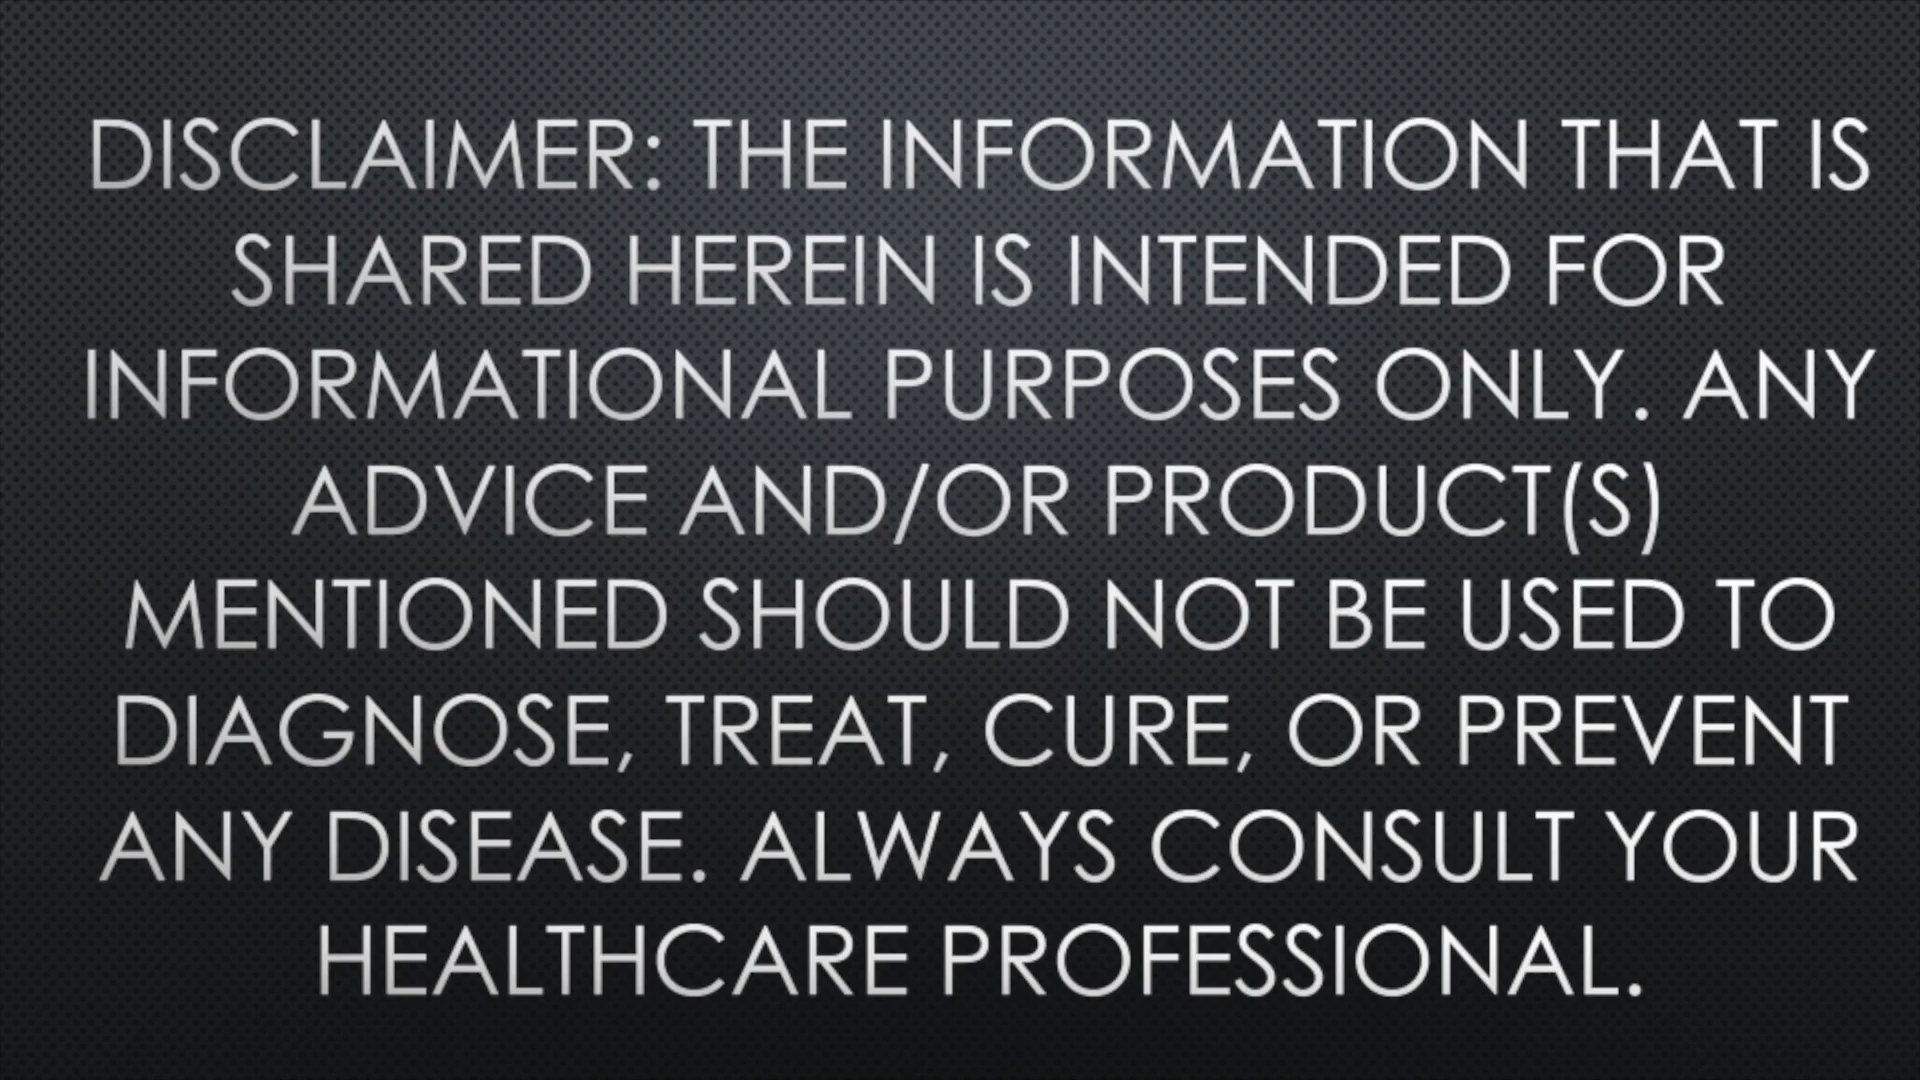 DISCLAIMER: THE INFORMATION THAT IS
SHARED HEREIN IS INTENDED FOR
INFORMATIONAL PURPOSES ONLY. ANY
ADVICE AND/OR PRODUCT(S)
MENTIONED SHOULD NOT BE USED TO
DIAGNOSE, TREAT, CURE, OR PREVENT
ANY DISEASE. ALWAYS CONSULT YOUR
HEALTHCARE PROFESSIONAL.